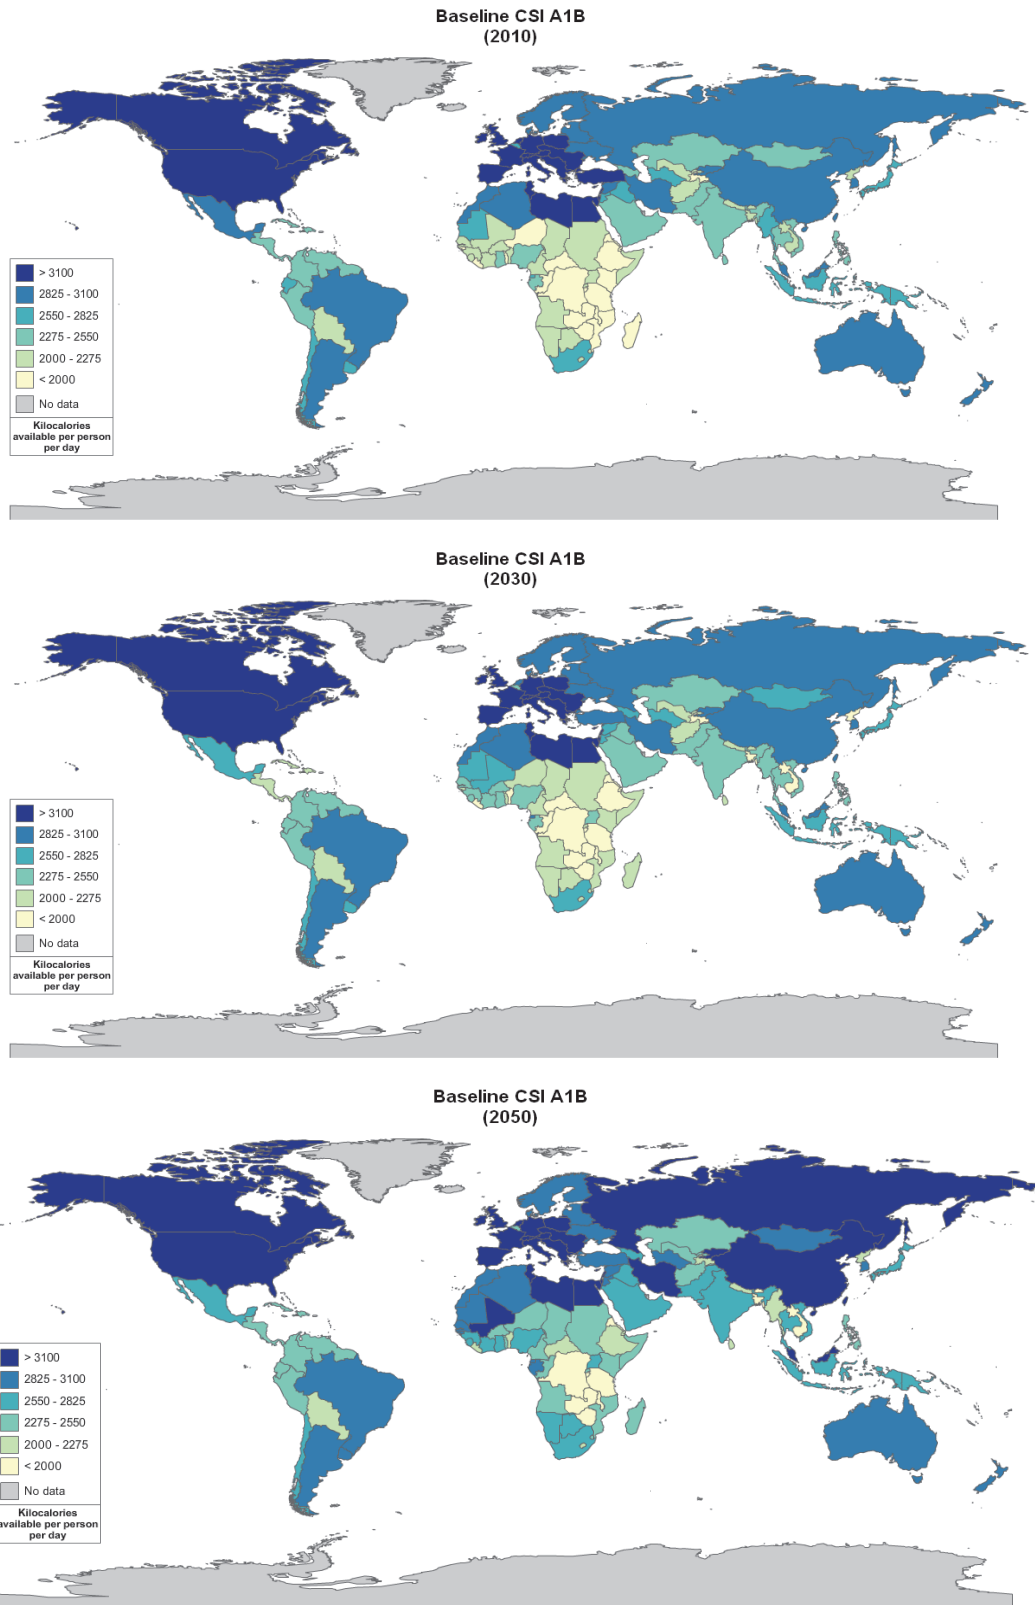 Baseline CSI A1B
(2010)
> 3100
2825 - 3100
2550 - 2825
2275 - 2550
2000 - 2275
< 2000
No data
Kilocalories
available per person
per day
Baseline CSI A1B
(2030)
> 3100
2825 - 3100
2550 - 2825
2275 - 2550
2000 - 2275
< 2000
No data
Kilocalories
available per person
per day
Baseline CSI A1B
(2050)
> 3100
2825 - 3100
2550 - 2825
2275 - 2550
2000 - 2275
< 2000
No data
Kilocalories
available per person
per day